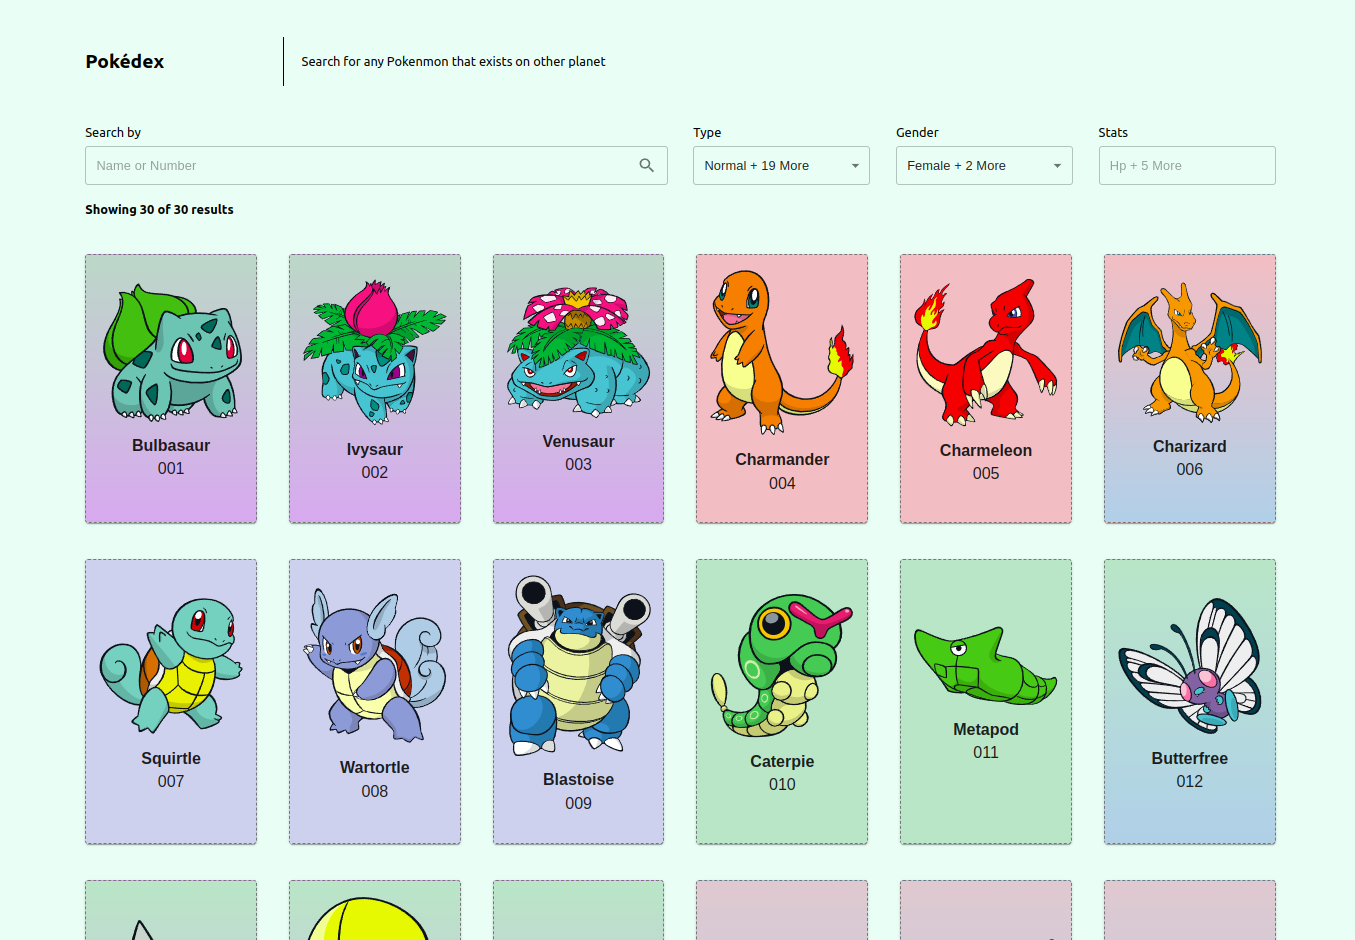 Pokédex
Search for any Pokenmon that exists on other planet
Search by
Type
Gender
Stats
Name or Number
Normal + 19 More
Female + 2 More
Hp + 5 More
Showing 30 of 30 results
Bulbasaur
001
Ivysaur
002
Venusaur
003
Charmander
004
Charmeleon
005
Charizard
006
Squirtle
007
Wartortle
008
Blastoise
009
Caterpie
010
Metapod
011
Butterfree
012